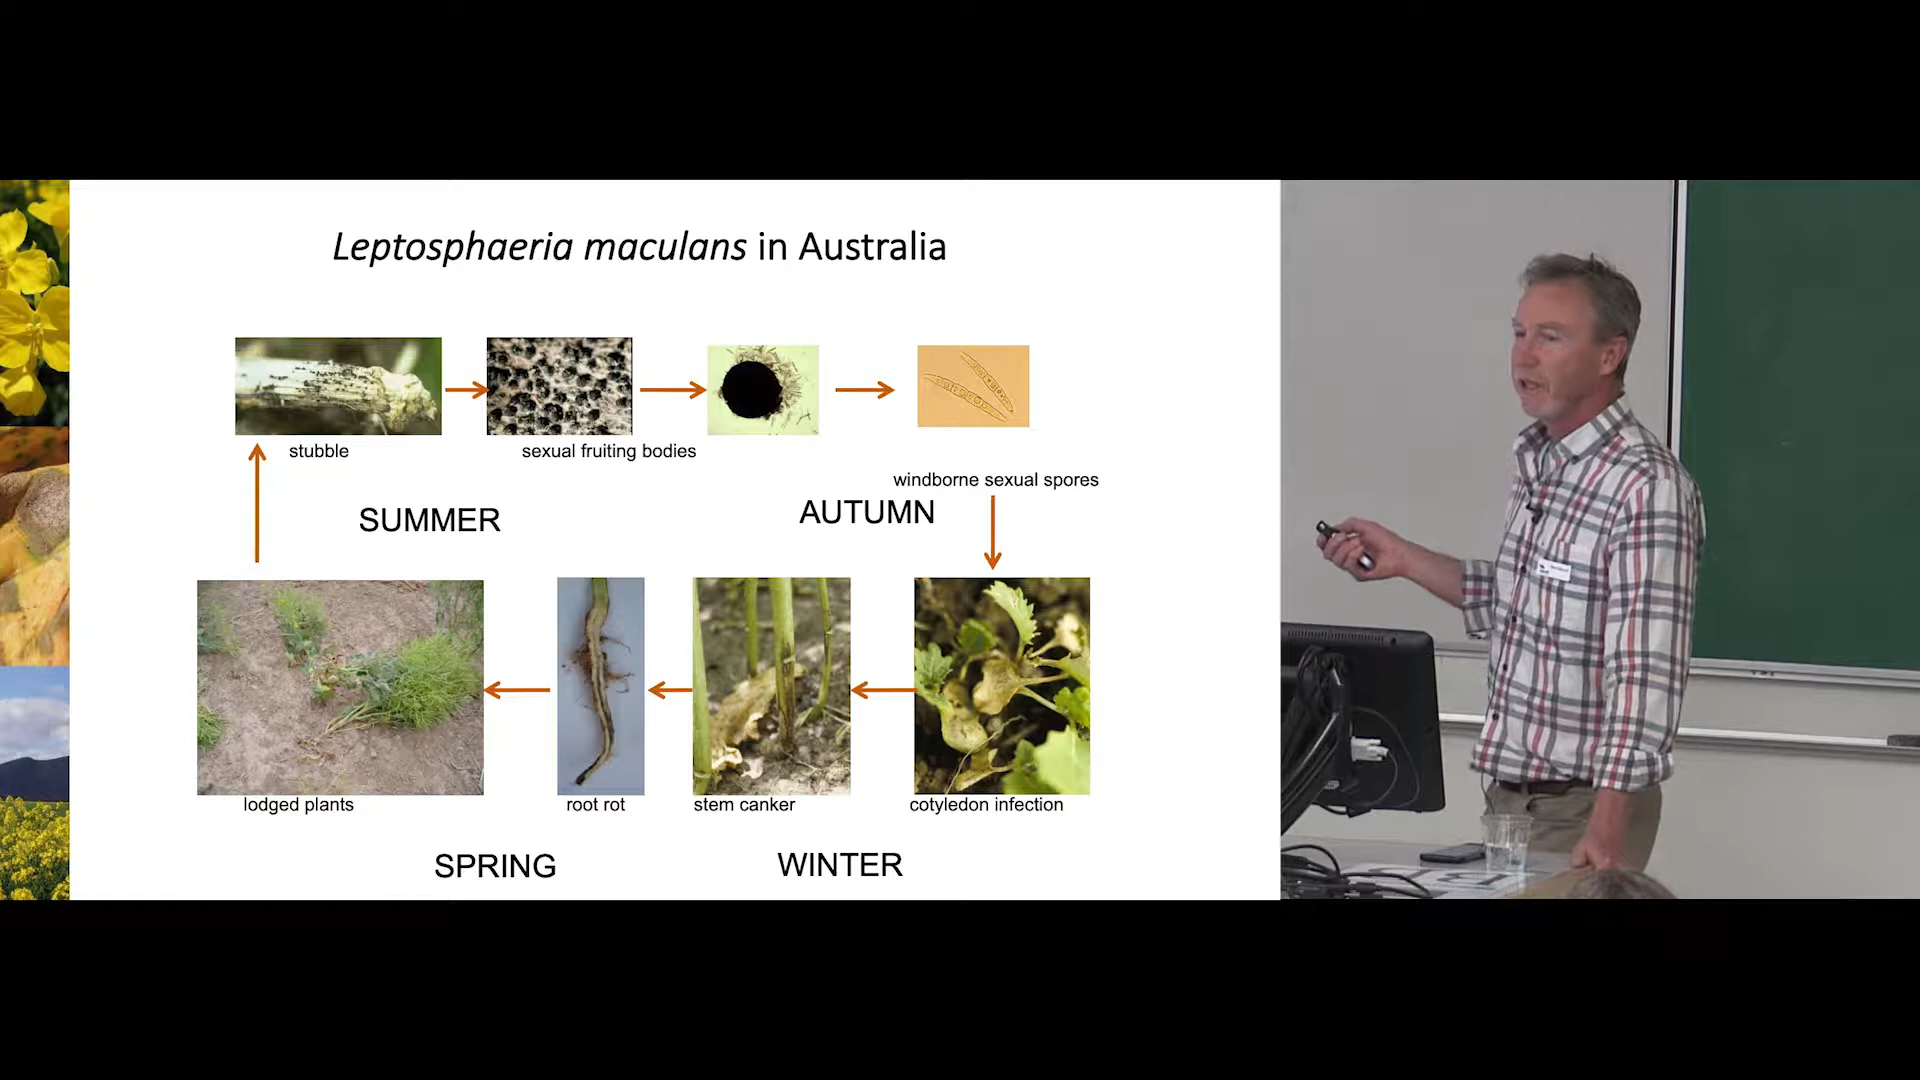 Leptosphaeria maculans in Australia
stubble
sexual fruiting bodies
windborne sexual spores
SUMMER
AUTUMN
lodged plants
root rot
stem canker
cotyledon infection
SPRING
WINTER